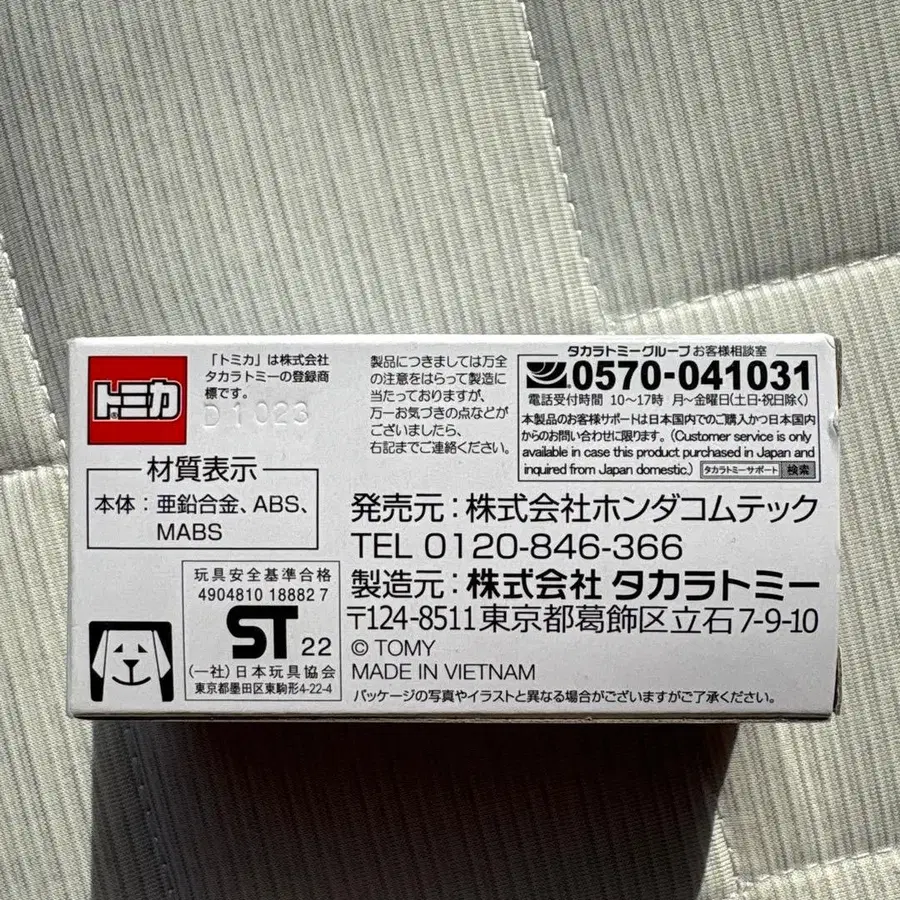 トミカ
「トミカ」は株式会社
タカラトミーの登録商
標です。
D1023
材質表示
本体：亜鉛合金、ABS、
MABS
玩具安全基準合格
4904810 18882 7
ST 22
(一社)日本玩具協会
東京都墨田区東駒形4-22-4
製品につきましては万全
の注意をはらって製造に
当たっておりますが、
万一お気づきの点などが
ございましたら、
右記までご連絡ください。
タカラトミーグループ お客様相談室
0570-041031
電話受付時間 10〜17時 月〜金曜日(土日・祝日除く)
本製品のお客様サポートは日本国内でのご購入かつ日本国内
からのお問い合わせに限ります。(Customer service is only
available in case this product purchased in Japan and
inquired from Japan domestic.) タカラトミーサポート 検索
発売元：株式会社ホンダコムテック
TEL 0120-846-366
製造元：株式会社 タカラトミー
〒124-8511東京都葛飾区立石7-9-10
© TOMY
MADE IN VIETNAM
パッケージの写真やイラストと異なる場合がございますがご了承ください。